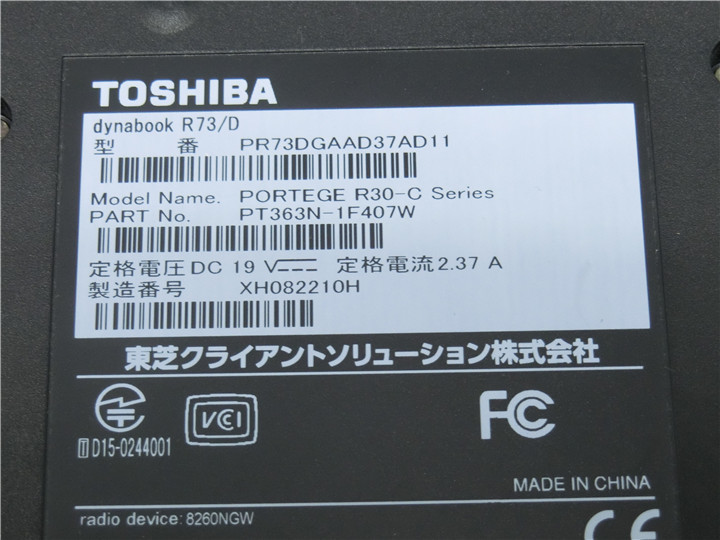 TOSHIBA
dynabook R73/D
型 番 PR73DGAAD37AD11
Model Name. PORTEGE R30-C Series
PART No. PT363N-1F407W
定格電圧DC 19 V 定格電流2.37 A
製造番号 XH082210H
東芝クライアントソリューション株式会社
VCI FC
T D15-0244001
MADE IN CHINA
radio device: 8260NGW
CE